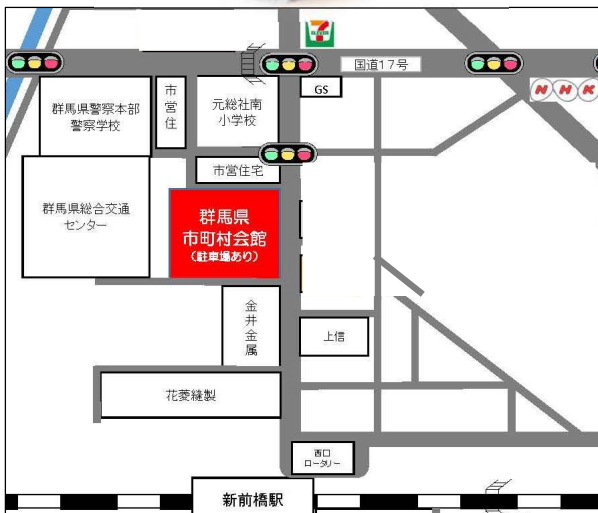 7
ELEVEN
国道17号
群馬県警察本部
警察学校
市
営
住
元総社南
小学校
GS
NHK
市営住宅
群馬県総合交通
センター
群馬県
市町村会館
（駐車場あり）
金
井
金
属
上信
花菱縫製
西口
ロータリー
新前橋駅